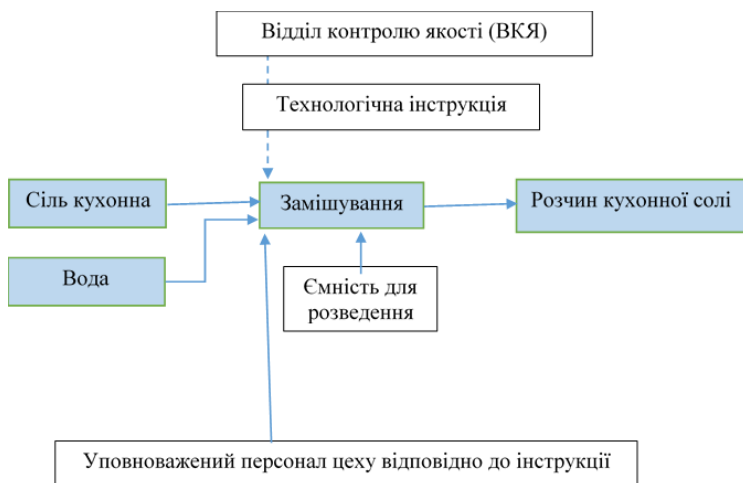 Відділ контролю якості (ВКЯ)
Технологічна інструкція
Сіль кухонна
Замішування
Розчин кухонної солі
Вода
Ємність для
розведення
Уповноважений персонал цеху відповідно до інструкції